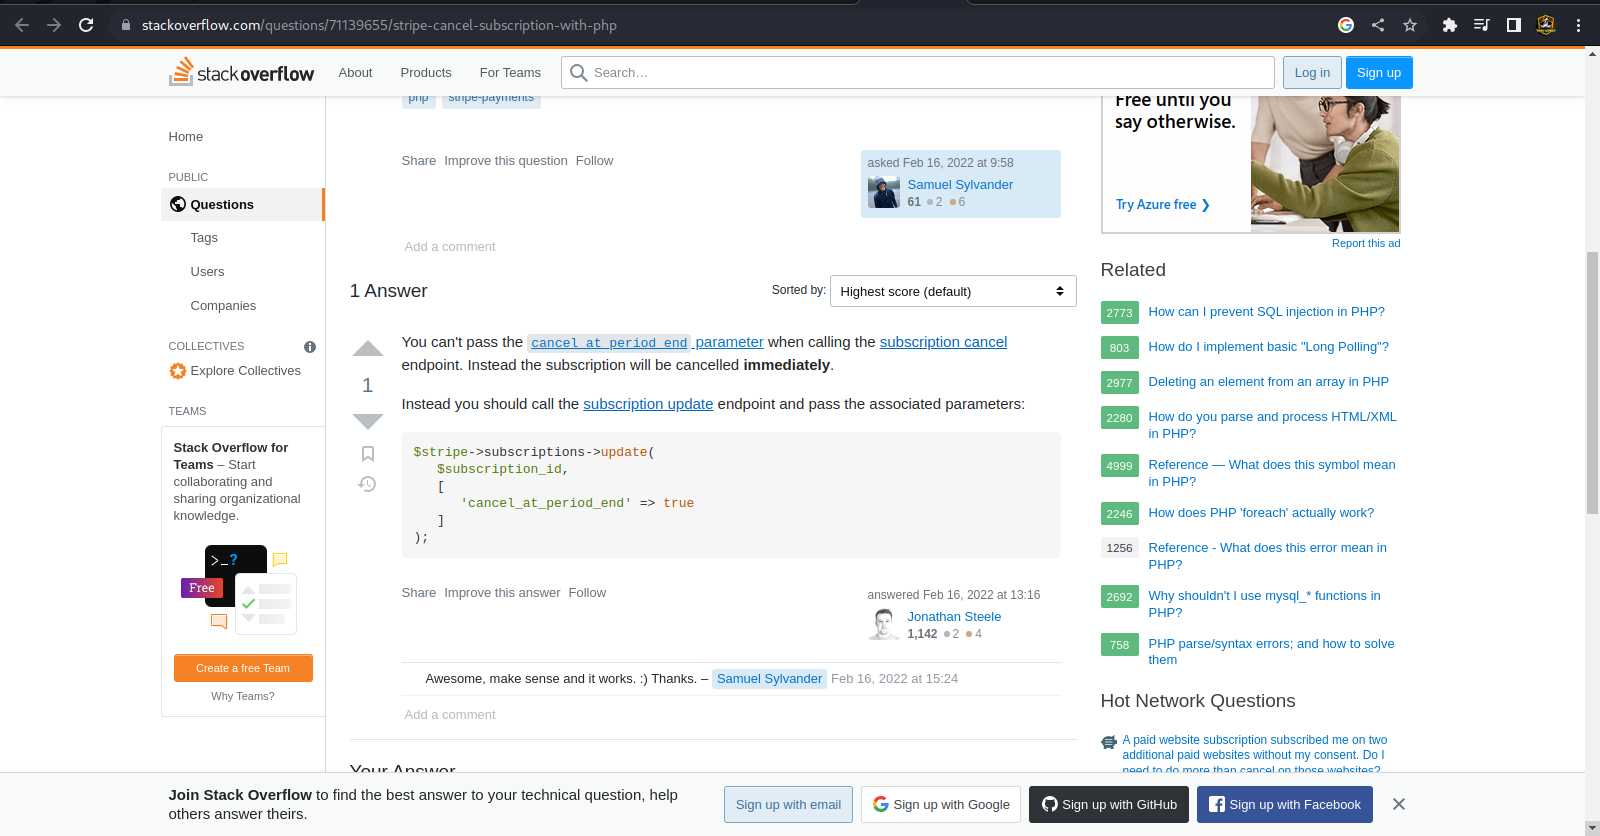 stackoverflow.com/questions/71139655/stripe-cancel-subscription-with-php
stackoverflow
About
Products
For Teams
Search…
Log in
Sign up
Home
PUBLIC
Questions
Tags
Users
Companies
COLLECTIVES
Explore Collectives
TEAMS
Stack Overflow for
Teams – Start
collaborating and
sharing organizational
knowledge.
>_?
Free
Create a free Team
Why Teams?
php
stripe-payments
Share Improve this question Follow
asked Feb 16, 2022 at 9:58
Samuel Sylvander
61 2 6
Add a comment
1 Answer
Sorted by:
Highest score (default)
1
You can't pass the cancel_at_period_end parameter when calling the subscription cancel
endpoint. Instead the subscription will be cancelled immediately.
Instead you should call the subscription update endpoint and pass the associated parameters:
$stripe->subscriptions->update(
$subscription_id,
[
'cancel_at_period_end' => true
]
);
Share Improve this answer Follow
answered Feb 16, 2022 at 13:16
Jonathan Steele
1,142 2 4
Awesome, make sense and it works. :) Thanks. – Samuel Sylvander Feb 16, 2022 at 15:24
Add a comment
Your Answer
Free until you
say otherwise.
Try Azure free ❯
Report this ad
Related
2773 How can I prevent SQL injection in PHP?
803 How do I implement basic "Long Polling"?
2977 Deleting an element from an array in PHP
2280 How do you parse and process HTML/XML
in PHP?
4999 Reference — What does this symbol mean
in PHP?
2246 How does PHP 'foreach' actually work?
1256 Reference - What does this error mean in
PHP?
2692 Why shouldn't I use mysql_* functions in
PHP?
758 PHP parse/syntax errors; and how to solve
them
Hot Network Questions
A paid website subscription subscribed me on two
additional paid websites without my consent. Do I
need to do more than cancel on those websites?
Join Stack Overflow to find the best answer to your technical question, help
others answer theirs.
Sign up with email
Sign up with Google
Sign up with GitHub
Sign up with Facebook